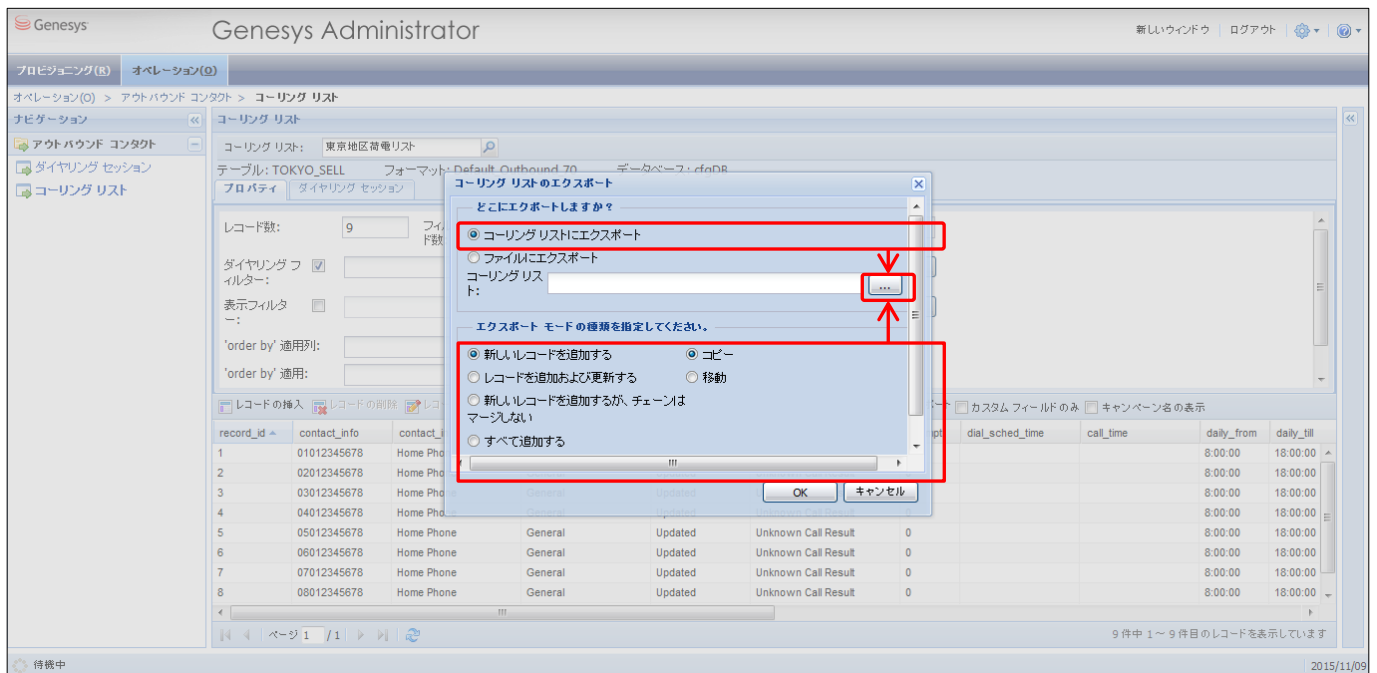 Genesys
Genesys Administrator
新しいウィンドウ
ログアウト
プロビジョニング(R)
オペレーション(O)
オペレーション(O) > アウトバウンド コンタクト > コーリング リスト
ナビゲーション
コーリング リスト
アウトバウンド コンタクト
ダイヤリング セッション
コーリング リスト
コーリング リスト:
東京地区荷電リスト
テーブル: TOKYO_SELL フォーマット: Default_Outbound_70 データベース: cfgDB
プロパティ
ダイヤリング セッション
レコード数:
9
ド数
ダイヤリング フィ
ィルター:
表示フィルタ
ー:
'order by' 適用列:
'order by' 適用:
コーリング リストのエクスポート
どこにエクポートしますか?
コーリング リストにエクスポート
ファイルにエクスポート
コーリング リス
ト:
...
エクスポート モードの種類を指定してください。
新しいレコードを追加する
コピー
レコードを追加および更新する
移動
新しいレコードを追加するが、チェーンは
マージしない
すべて追加する
OK
キャンセル
レコードの挿入
レコードの削除
カスタム フィールドのみ
キャンペーン名の表示
record_id contact_info dial_sched_time call_time daily_from daily_till
1 01012345678 Home Pho 8:00:00 18:00:00
2 02012345678 Home Pho 8:00:00 18:00:00
3 03012345678 Home Pho General Updated 8:00:00 18:00:00
4 04012345678 Home Pho 8:00:00 18:00:00
5 05012345678 Home Phone General Updated Unknown Call Result 0 8:00:00 18:00:00
6 06012345678 Home Phone General Updated Unknown Call Result 0 8:00:00 18:00:00
7 07012345678 Home Phone General Updated Unknown Call Result 0 8:00:00 18:00:00
8 08012345678 Home Phone General Updated Unknown Call Result 0 8:00:00 18:00:00
ページ 1 / 1
9 件中 1 ～ 9 件目のレコードを表示しています
待機中
2015/11/09